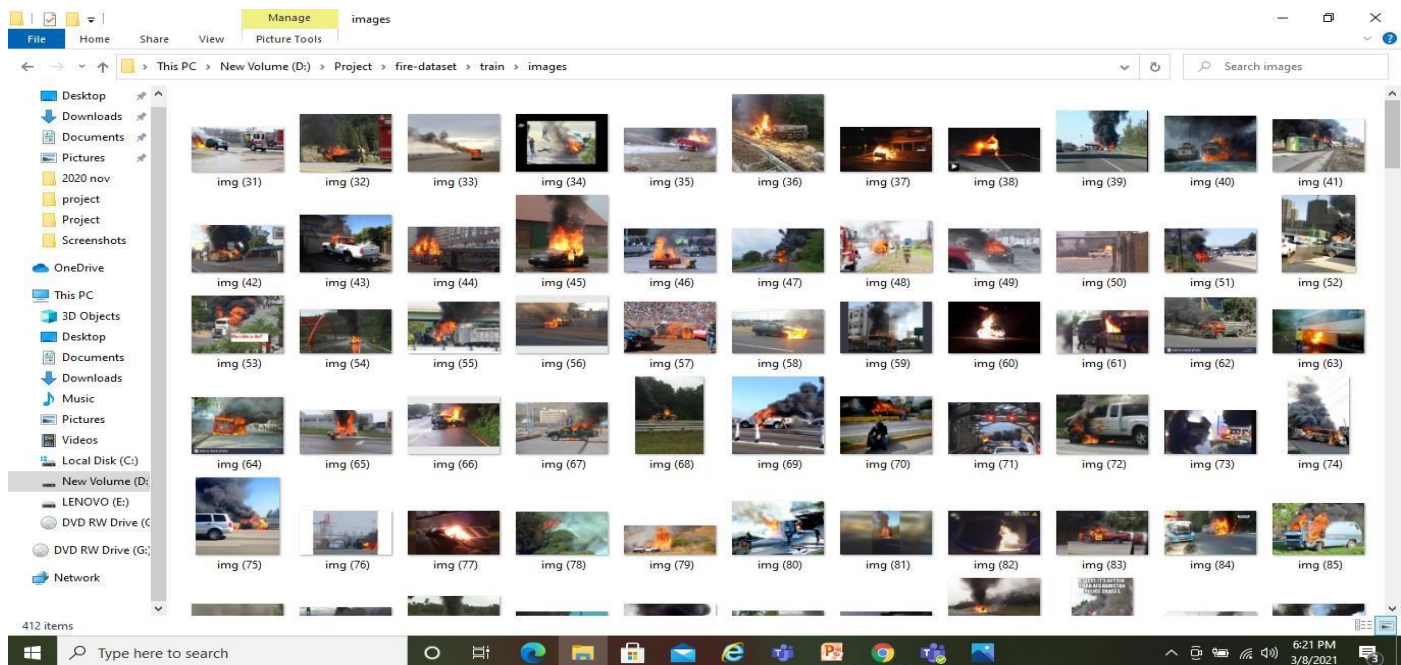 Manage
images
File
Home
Share
View
Picture Tools
This PC > New Volume (D:) > Project > fire-dataset > train > images
Search images
Desktop
Downloads
Documents
Pictures
2020 nov
project
Project
Screenshots
OneDrive
This PC
3D Objects
Desktop
Documents
Downloads
Music
Pictures
Videos
Local Disk (C:)
New Volume (D:
LENOVO (E:)
DVD RW Drive (G
DVD RW Drive (G:)
Network
img (31) img (32) img (33) img (34) img (35) img (36) img (37) img (38) img (39) img (40) img (41)
img (42) img (43) img (44) img (45) img (46) img (47) img (48) img (49) img (50) img (51) img (52)
img (53) img (54) img (55) img (56) img (57) img (58) img (59) img (60) img (61) img (62) img (63)
img (64) img (65) img (66) img (67) img (68) img (69) img (70) img (71) img (72) img (73) img (74)
img (75) img (76) img (77) img (78) img (79) img (80) img (81) img (82) img (83) img (84) img (85)
412 items
Type here to search
6:21 PM
3/8/2021
3